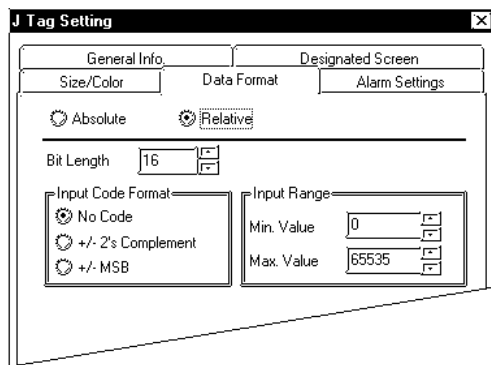 J Tag Setting
General Info. Designated Screen
Size/Color Data Format Alarm Settings
Absolute Relative
Bit Length 16
Input Code Format Input Range
No Code
Min. Value 0
+/- 2's Complement
Max. Value 65535
+/- MSB